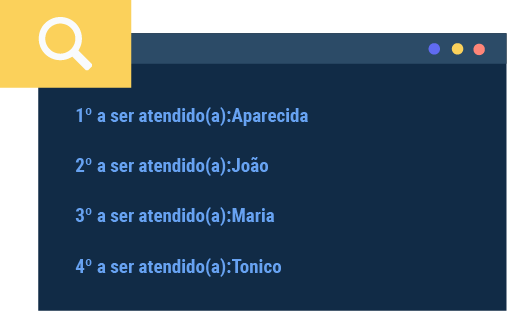 1º a ser atendido(a):Aparecida
2º a ser atendido(a):João
3º a ser atendido(a):Maria
4º a ser atendido(a):Tonico